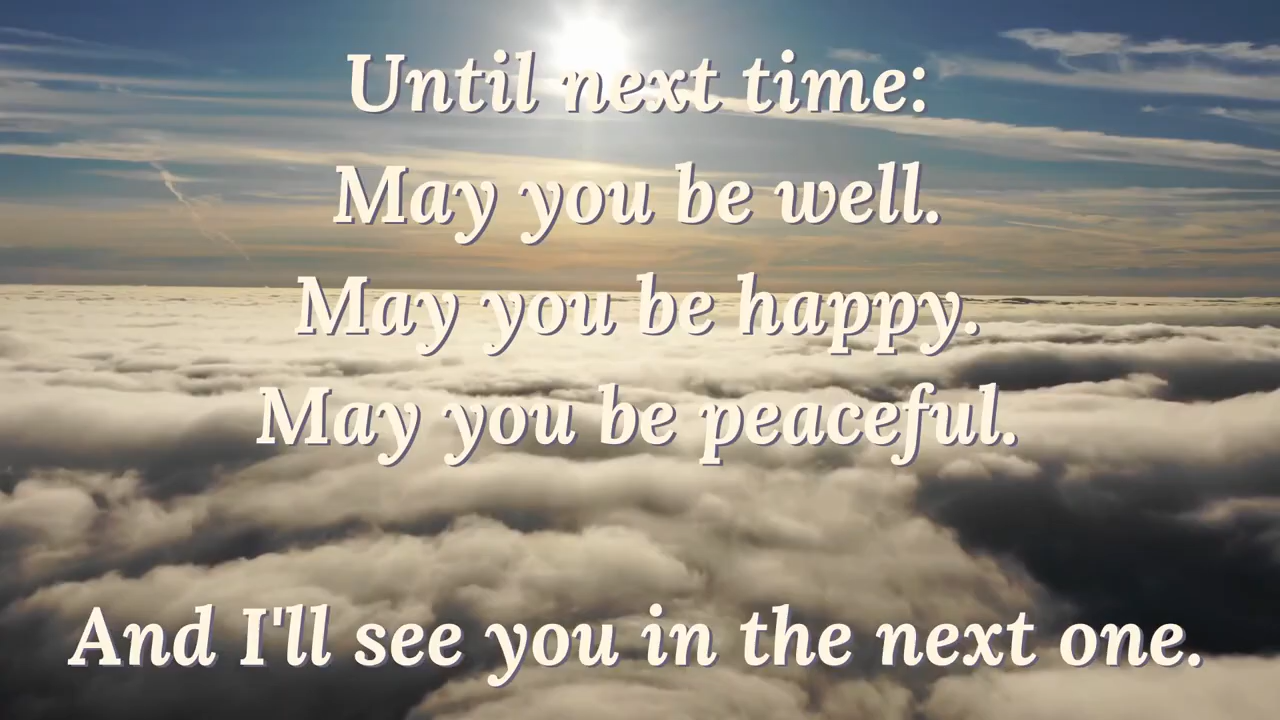 Until next time:
May you be well.
May you be happy.
May you be peaceful.
And I'll see you in the next one.